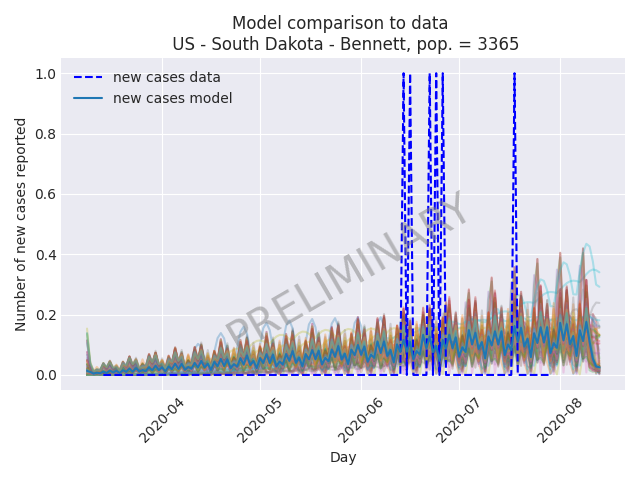 Model comparison to data
US - South Dakota - Bennett, pop. = 3365
new cases data
new cases model
Number of new cases reported
1.0
0.8
0.6
0.4
0.2
0.0
PRELIMINARY
2020-04
2020-05
2020-06
2020-07
2020-08
Day